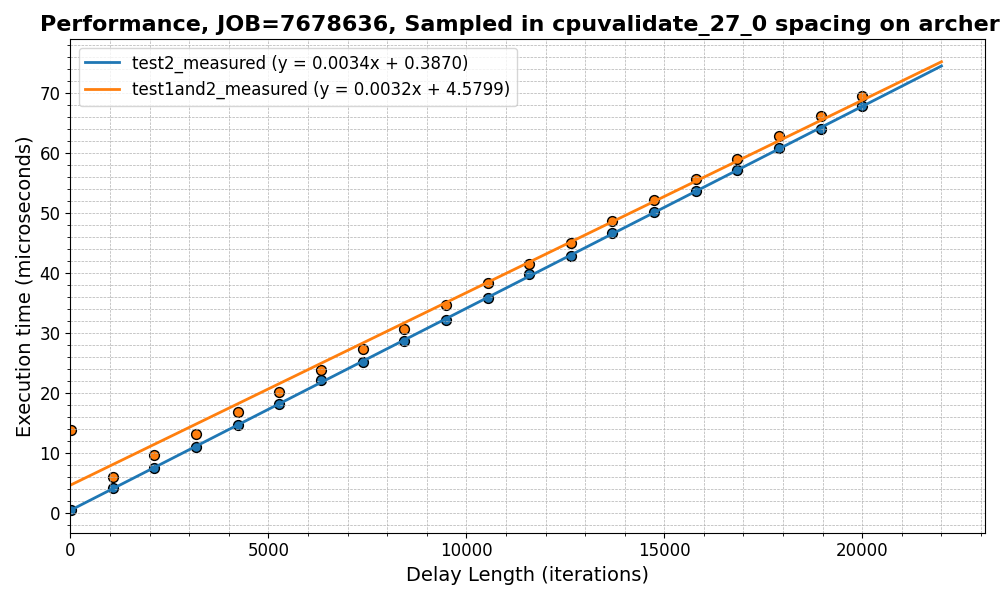 Performance, JOB=7678636, Sampled in cpuvalidate_27_0 spacing on archer
test2_measured (y = 0.0034x + 0.3870)
test1and2_measured (y = 0.0032x + 4.5799)
Execution time (microseconds)
70
60
50
40
30
20
10
0
0 5000 10000 15000 20000
Delay Length (iterations)